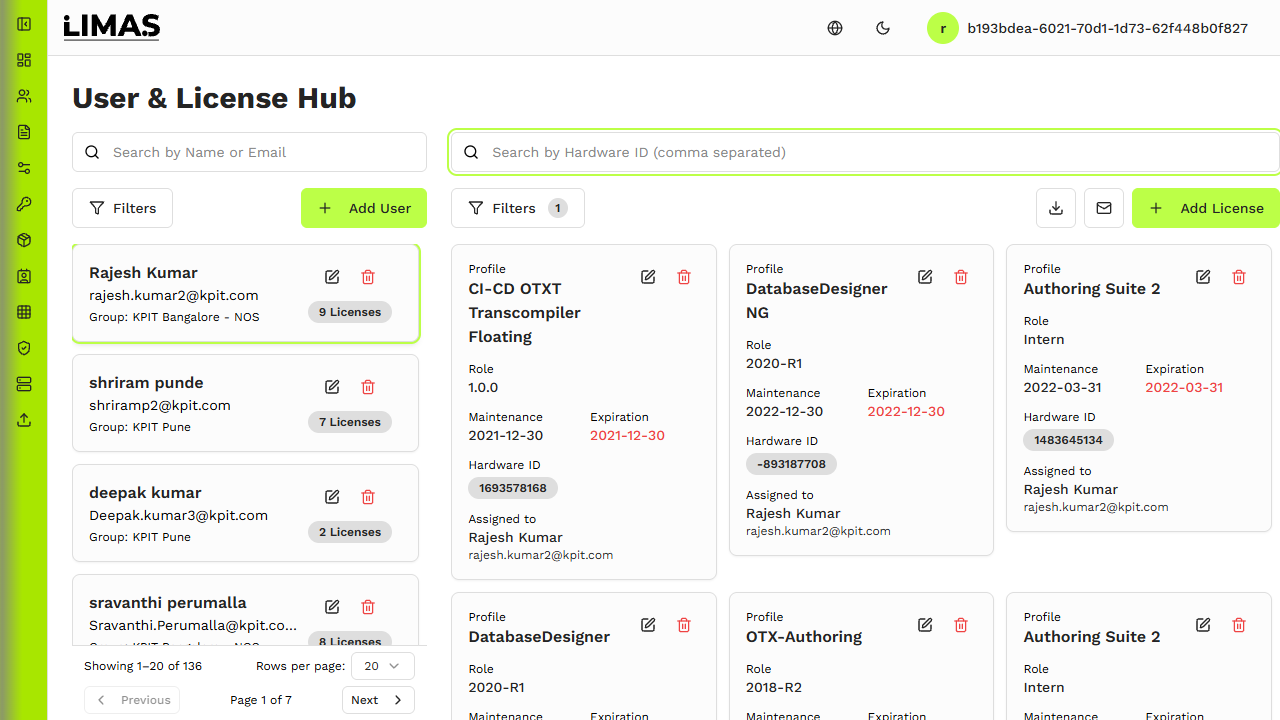 LIMAS
r
b193bdea-6021-70d1-1d73-62f448b0f827
User & License Hub
Search by Name or Email
Search by Hardware ID (comma separated)
Filters
Add User
Filters
1
Add License
Rajesh Kumar
rajesh.kumar2@kpit.com
Group: KPIT Bangalore - NOS
9 Licenses
shriram punde
shriramp2@kpit.com
Group: KPIT Pune
7 Licenses
deepak kumar
Deepak.kumar3@kpit.com
Group: KPIT Pune
2 Licenses
sravanthi perumalla
Sravanthi.Perumalla@kpit.co...
8 Licenses
Showing 1–20 of 136
Rows per page:
20
Previous
Page 1 of 7
Next
Profile
CI-CD OTXT
Transcompiler
Floating
Role
1.0.0
Maintenance
Expiration
2021-12-30
2021-12-30
Hardware ID
1693578168
Assigned to
Rajesh Kumar
rajesh.kumar2@kpit.com
Profile
DatabaseDesigner
NG
Role
2020-R1
Maintenance
Expiration
2022-12-30
2022-12-30
Hardware ID
-893187708
Assigned to
Rajesh Kumar
rajesh.kumar2@kpit.com
Profile
Authoring Suite 2
Role
Intern
Maintenance
Expiration
2022-03-31
2022-03-31
Hardware ID
1483645134
Assigned to
Rajesh Kumar
rajesh.kumar2@kpit.com
Profile
DatabaseDesigner
Role
2020-R1
Maintenance
Expiration
Profile
OTX-Authoring
Role
2018-R2
Maintenance
Expiration
Profile
Authoring Suite 2
Role
Intern
Maintenance
Expiration